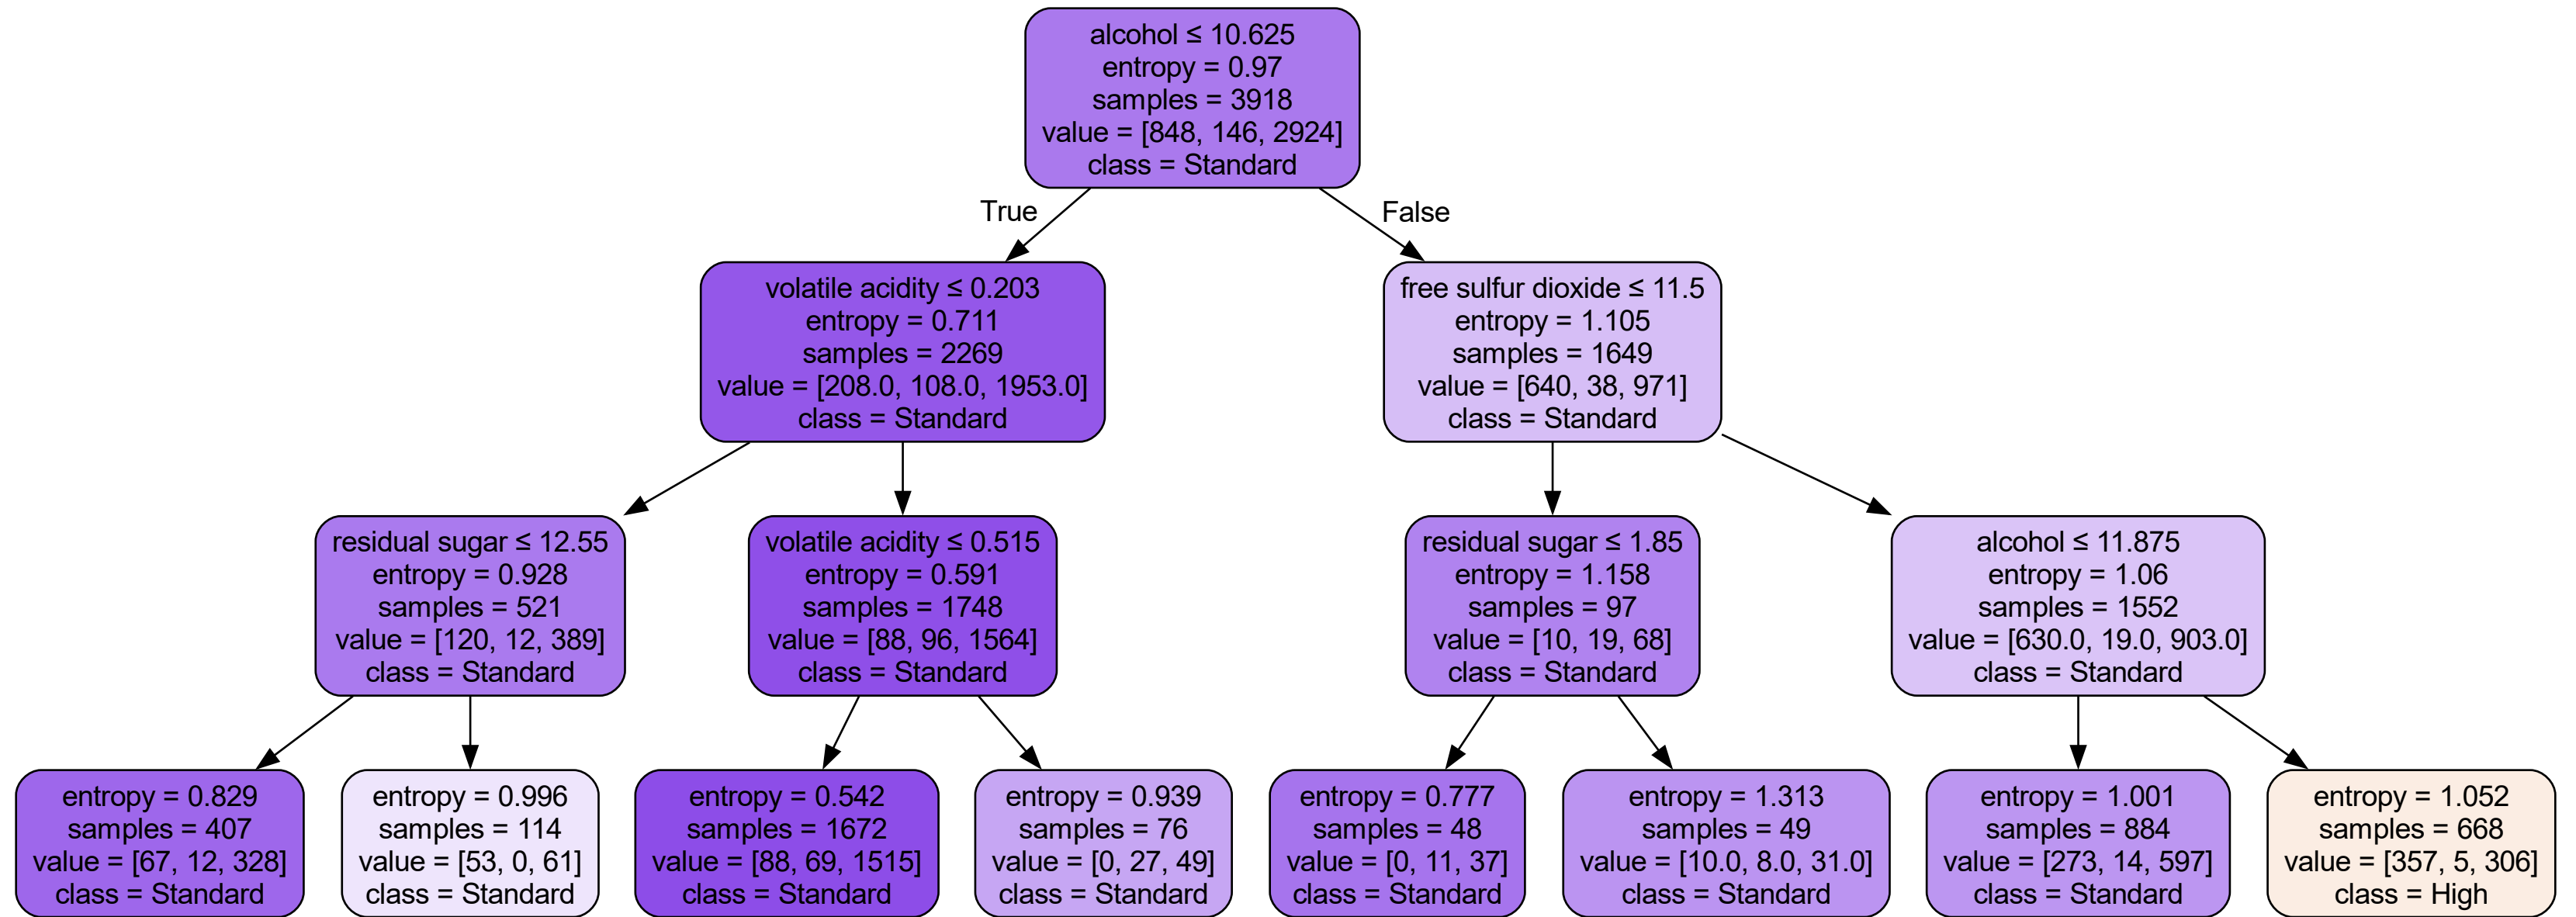 alcohol ≤ 10.625
entropy = 0.97
samples = 3918
value = [848, 146, 2924]
class = Standard
True
False
volatile acidity ≤ 0.203
entropy = 0.711
samples = 2269
value = [208.0, 108.0, 1953.0]
class = Standard
free sulfur dioxide ≤ 11.5
entropy = 1.105
samples = 1649
value = [640, 38, 971]
class = Standard
residual sugar ≤ 12.55
entropy = 0.928
samples = 521
value = [120, 12, 389]
class = Standard
volatile acidity ≤ 0.515
entropy = 0.591
samples = 1748
value = [88, 96, 1564]
class = Standard
residual sugar ≤ 1.85
entropy = 1.158
samples = 97
value = [10, 19, 68]
class = Standard
alcohol ≤ 11.875
entropy = 1.06
samples = 1552
value = [630.0, 19.0, 903.0]
class = Standard
entropy = 0.829
samples = 407
value = [67, 12, 328]
class = Standard
entropy = 0.996
samples = 114
value = [53, 0, 61]
class = Standard
entropy = 0.542
samples = 1672
value = [88, 69, 1515]
class = Standard
entropy = 0.939
samples = 76
value = [0, 27, 49]
class = Standard
entropy = 0.777
samples = 48
value = [0, 11, 37]
class = Standard
entropy = 1.313
samples = 49
value = [10.0, 8.0, 31.0]
class = Standard
entropy = 1.001
samples = 884
value = [273, 14, 597]
class = Standard
entropy = 1.052
samples = 668
value = [357, 5, 306]
class = High